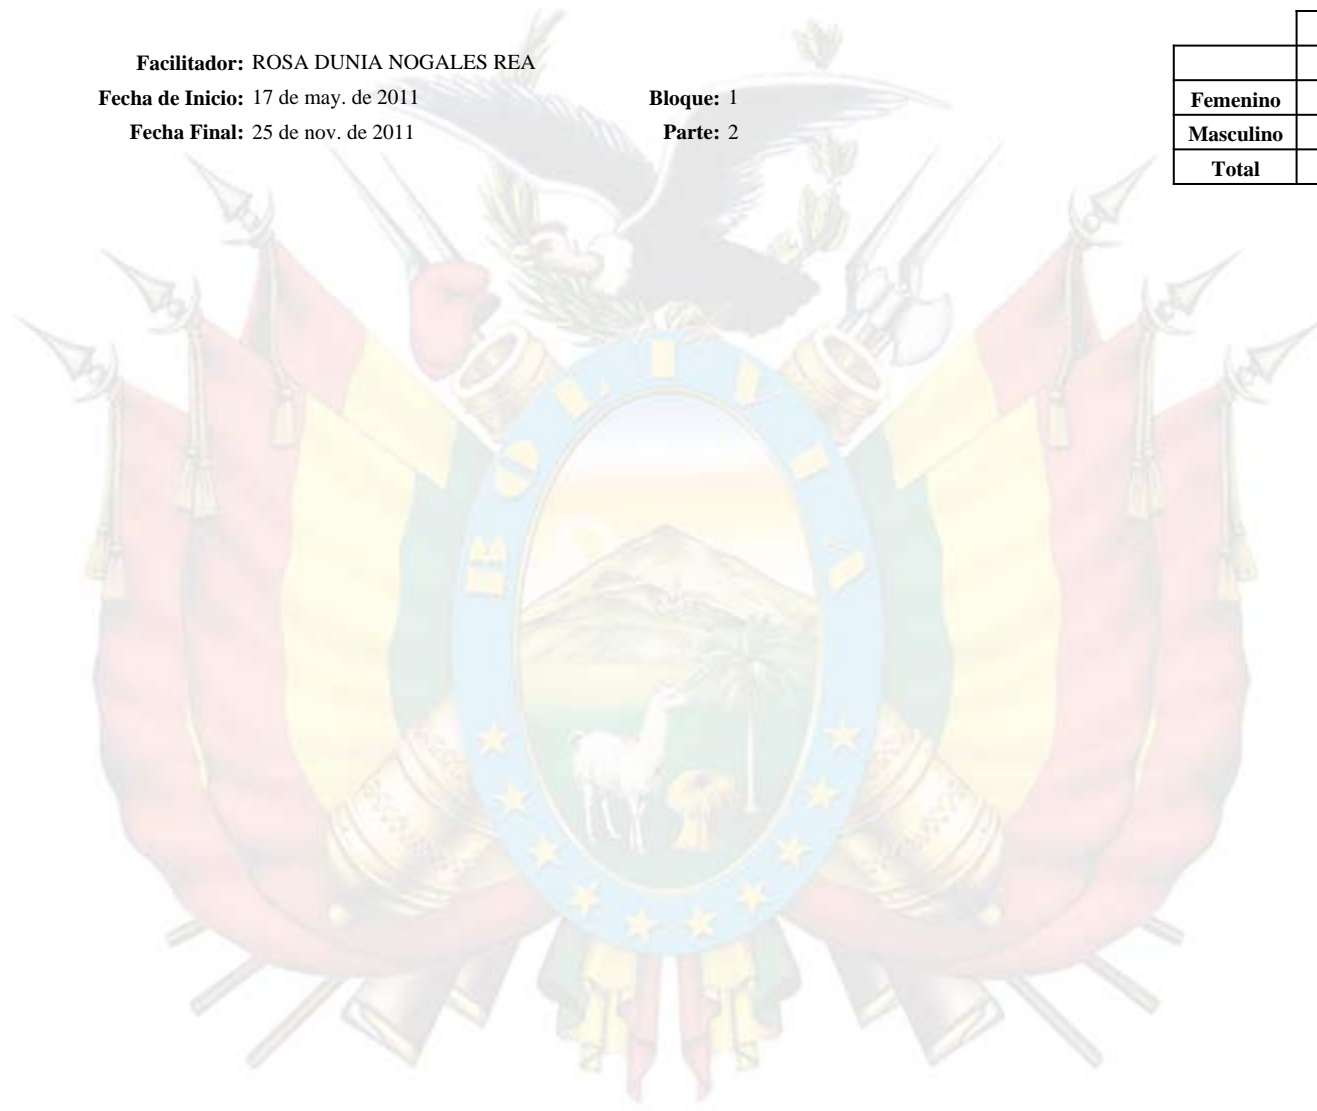 Facilitador: ROSA DUNIA NOGALES REA
Fecha de Inicio: 17 de may. de 2011 Bloque: 1
Fecha Final: 25 de nov. de 2011 Parte: 2
Femenino
Masculino
Total
BOLIVIA